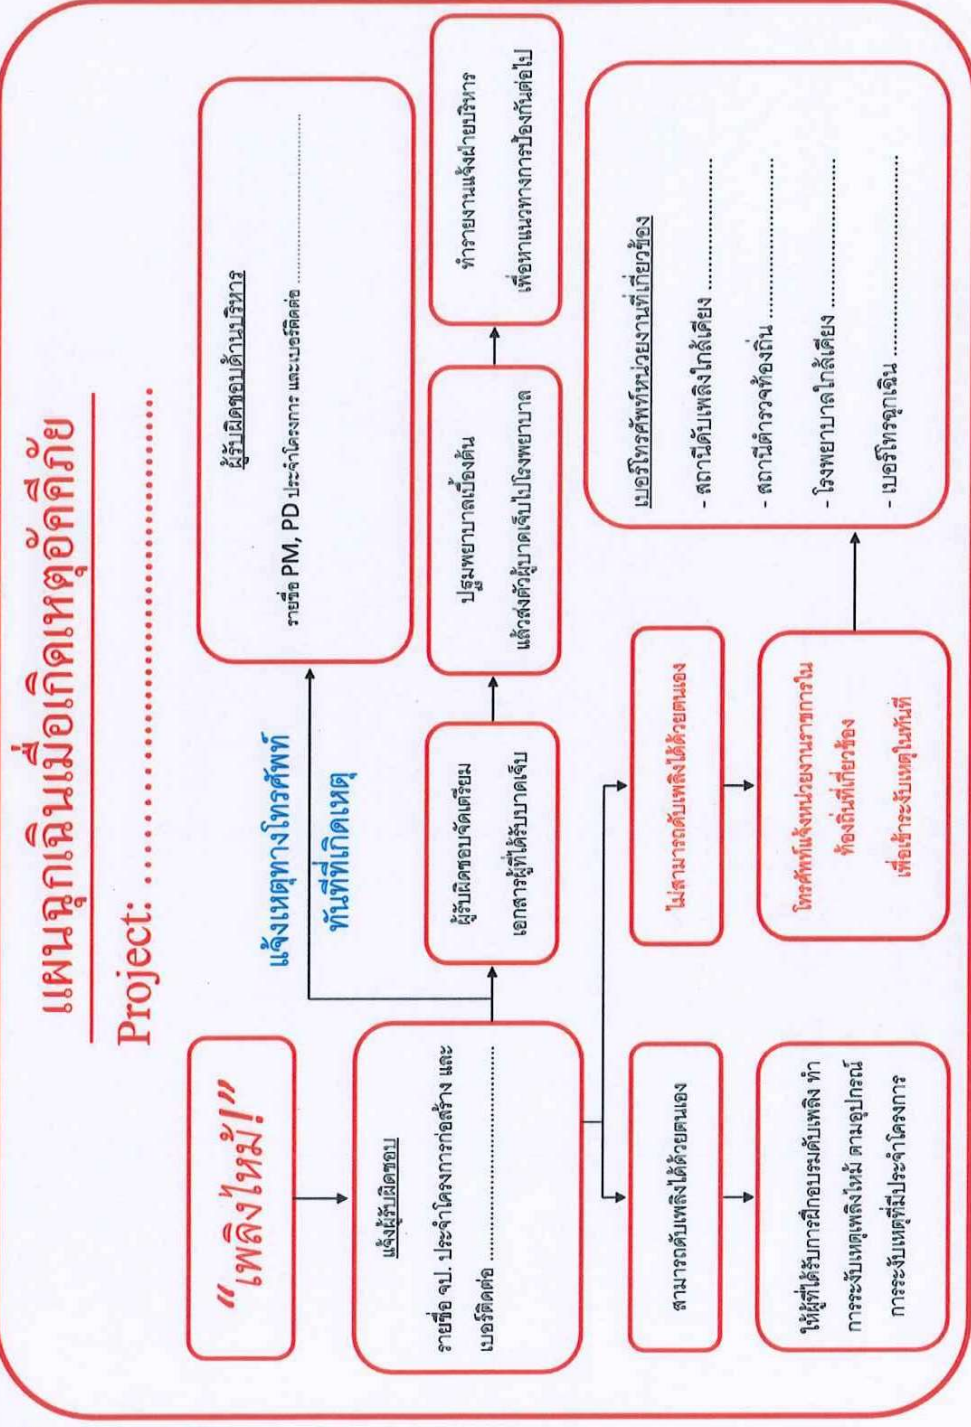 แผนฉุกเฉินเมื่อเกิดเหตุอัคคีภัย
Project: ................................................
“เพลิงไหม้!”
แจ้งเหตุทางโทรศัพท์
ทันทีที่เกิดเหตุ
ผู้รับผิดชอบด้านบริหาร
รายชื่อ PM, PD ประจำโครงการ และเบอร์ติดต่อ ................................................
แจ้งผู้รับผิดชอบ
รายชื่อ จป. ประจำโครงการก่อสร้าง และ
เบอร์ติดต่อ ................................................
ผู้รับผิดชอบจัดเตรียม
เอกสารผู้ที่ได้รับบาดเจ็บ
ปฐมพยาบาลเบื้องต้น
แล้วส่งตัวผู้บาดเจ็บไปโรงพยาบาล
ทำรายงานแจ้งฝ่ายบริหาร
เพื่อหาแนวทางการป้องกันต่อไป
สามารถดับเพลิงได้ด้วยตนเอง
ให้ผู้ที่ได้รับการฝึกอบรมดับเพลิง ทำ
การระงับเหตุเพลิงไหม้ ตามอุปกรณ์
การระงับเหตุที่มีประจำโครงการ
ไม่สามารถดับเพลิงได้ด้วยตนเอง
โทรศัพท์แจ้งหน่วยงานราชการใน
ท้องถิ่นที่เกี่ยวข้อง
เพื่อเข้าระงับเหตุในทันที
เบอร์โทรศัพท์หน่วยงานที่เกี่ยวข้อง
- สถานีดับเพลิงใกล้เคียง ................................
- สถานีตำรวจท้องถิ่น ................................
- โรงพยาบาลใกล้เคียง ................................
- เบอร์โทรฉุกเฉิน ................................